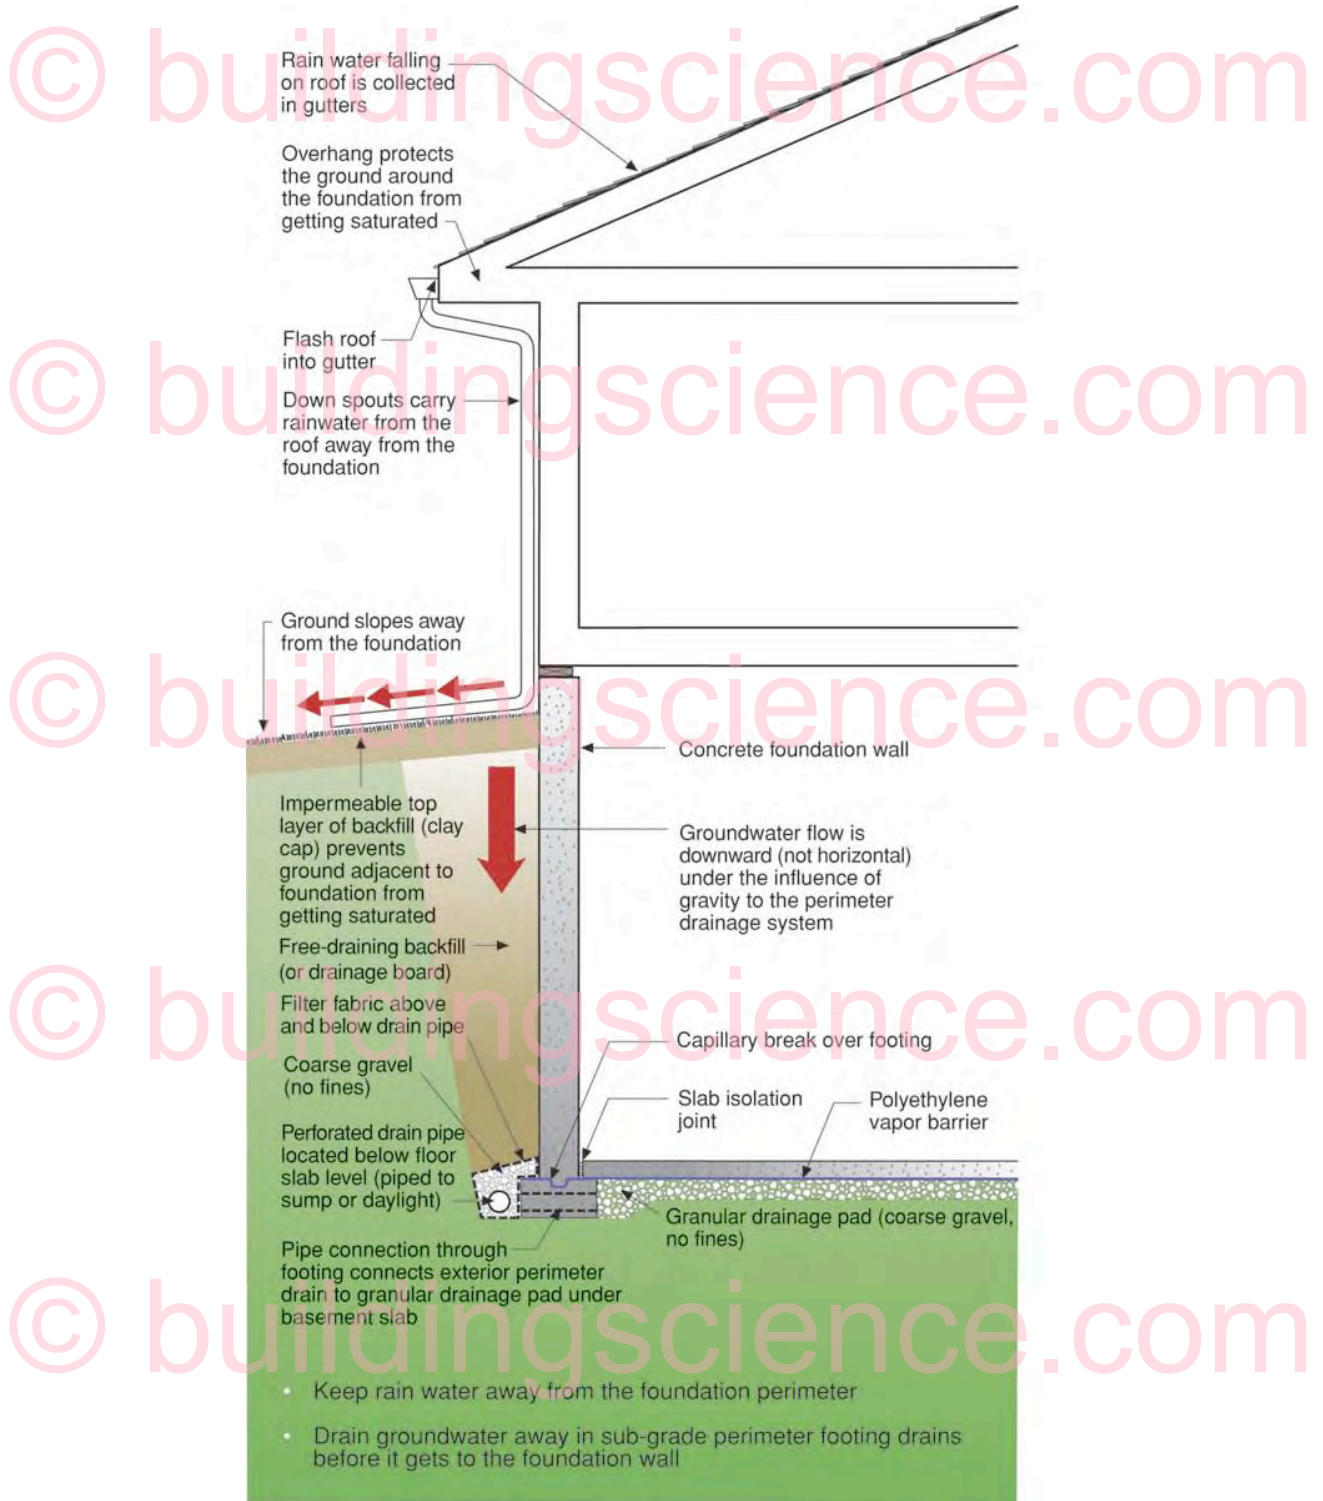 © buildingscience.com
Rain water falling
on roof is collected
in gutters
Overhang protects
the ground around
the foundation from
getting saturated
© buildingscience.com
Flash roof
into gutter
Down spouts carry
rainwater from the
roof away from the
foundation
Ground slopes away
from the foundation
© buildingscience.com
Concrete foundation wall
Impermeable top
layer of backfill (clay
cap) prevents
ground adjacent to
foundation from
getting saturated
Groundwater flow is
downward (not horizontal)
under the influence of
gravity to the perimeter
drainage system
Free-draining backfill
(or drainage board)
© buildingscience.com
Filter fabric above
and below drain pipe
Capillary break over footing
Coarse gravel
(no fines)
Slab isolation
joint
Polyethylene
vapor barrier
Perforated drain pipe
located below floor
slab level (piped to
sump or daylight)
Granular drainage pad (coarse gravel,
no fines)
Pipe connection through
footing connects exterior perimeter
drain to granular drainage pad under
basement slab
© buildingscience.com
• Keep rain water away from the foundation perimeter
• Drain groundwater away in sub-grade perimeter footing drains
before it gets to the foundation wall